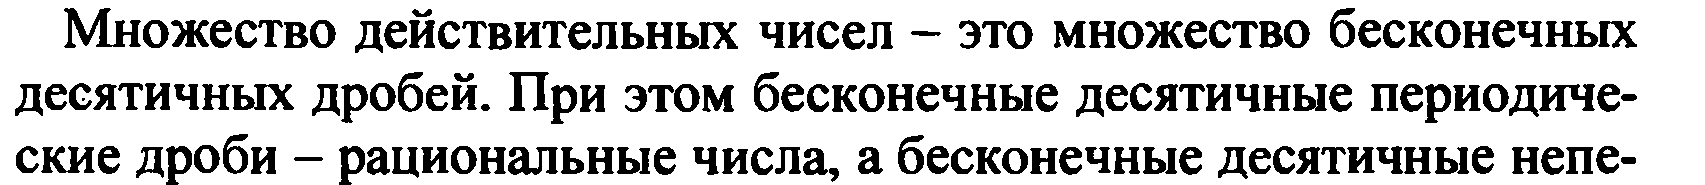 Множество действительных чисел – это множество бесконечных
десятичных дробей. При этом бесконечные десятичные периодиче-
ские дроби – рациональные числа, а бесконечные десятичные непе-